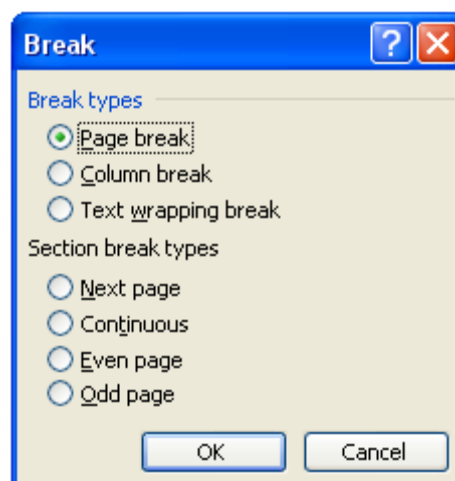 Break
Break types
Page break
Column break
Text wrapping break
Section break types
Next page
Continuous
Even page
Odd page
OK Cancel